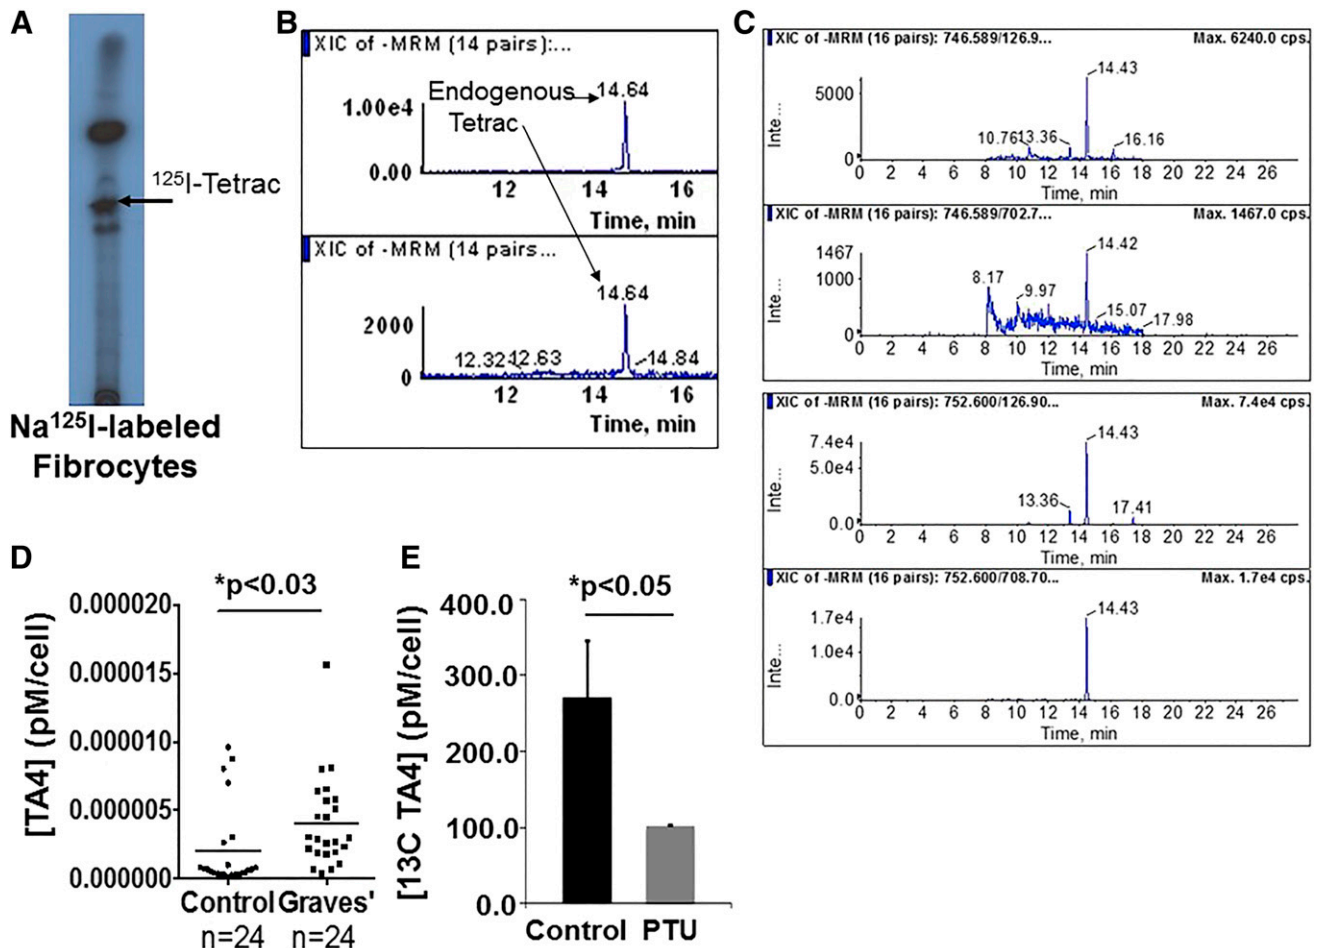 A
125I-Tetrac
Na125I-labeled
Fibrocytes
B
XIC of -MRM (14 pairs):...
Endogenous
Tetrac
14.64
1.00e4
0.00
12 14 16
Time, min
XIC of -MRM (14 pairs...
14.64
2000
12.32 12.63
14.84
0
12 14 16
Time, min
C
XIC of -MRM (16 pairs): 746.589/126.9... Max. 6240.0 cps.
14.43
5000
Inte...
10.76 13.36
16.16
0
0 2 4 6 8 10 12 14 16 18 20 22 24 26
Time, min
XIC of -MRM (16 pairs): 746.589/702.7... Max. 1467.0 cps.
1467
14.42
1000
Inte...
8.17
9.97
15.07
17.98
0
0 2 4 6 8 10 12 14 16 18 20 22 24 26
Time, min
XIC of -MRM (16 pairs): 752.600/126.90... Max. 7.4e4 cps.
7.4e4
14.43
5.0e4
Inte...
13.36
17.41
0.0
0 2 4 6 8 10 12 14 16 18 20 22 24 26
Time, min
XIC of -MRM (16 pairs): 752.600/708.70... Max. 1.7e4 cps.
14.43
1.7e4
1.0e4
Inte...
0.0
0 2 4 6 8 10 12 14 16 18 20 22 24 26
Time, min
D
*p<0.03
[TA4] (pM/cell)
0.000020
0.000015
0.000010
0.000005
0.000000
Control Graves'
n=24 n=24
E
*p<0.05
[13C TA4] (pM/cell)
400.0
300.0
200.0
100.0
0.0
Control PTU